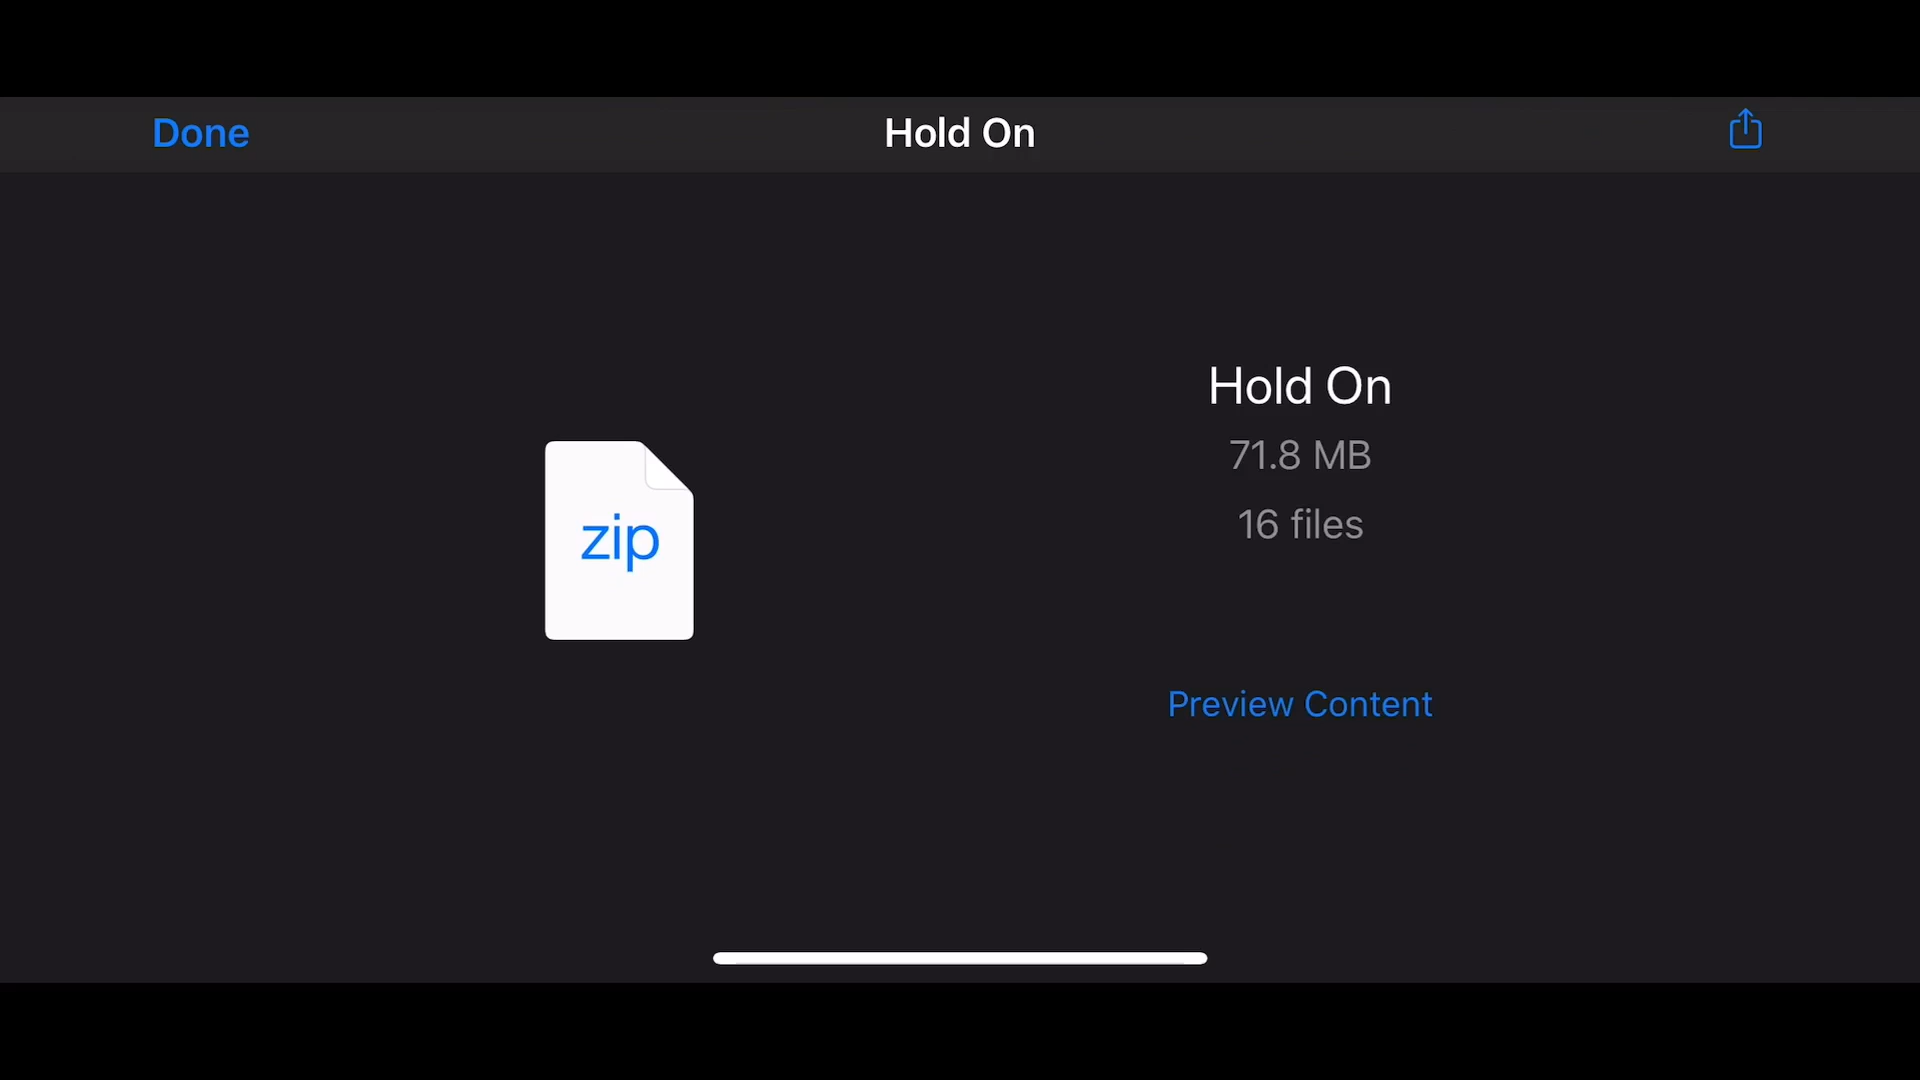 Done
Hold On
zip
Hold On
71.8 MB
16 files
Preview Content